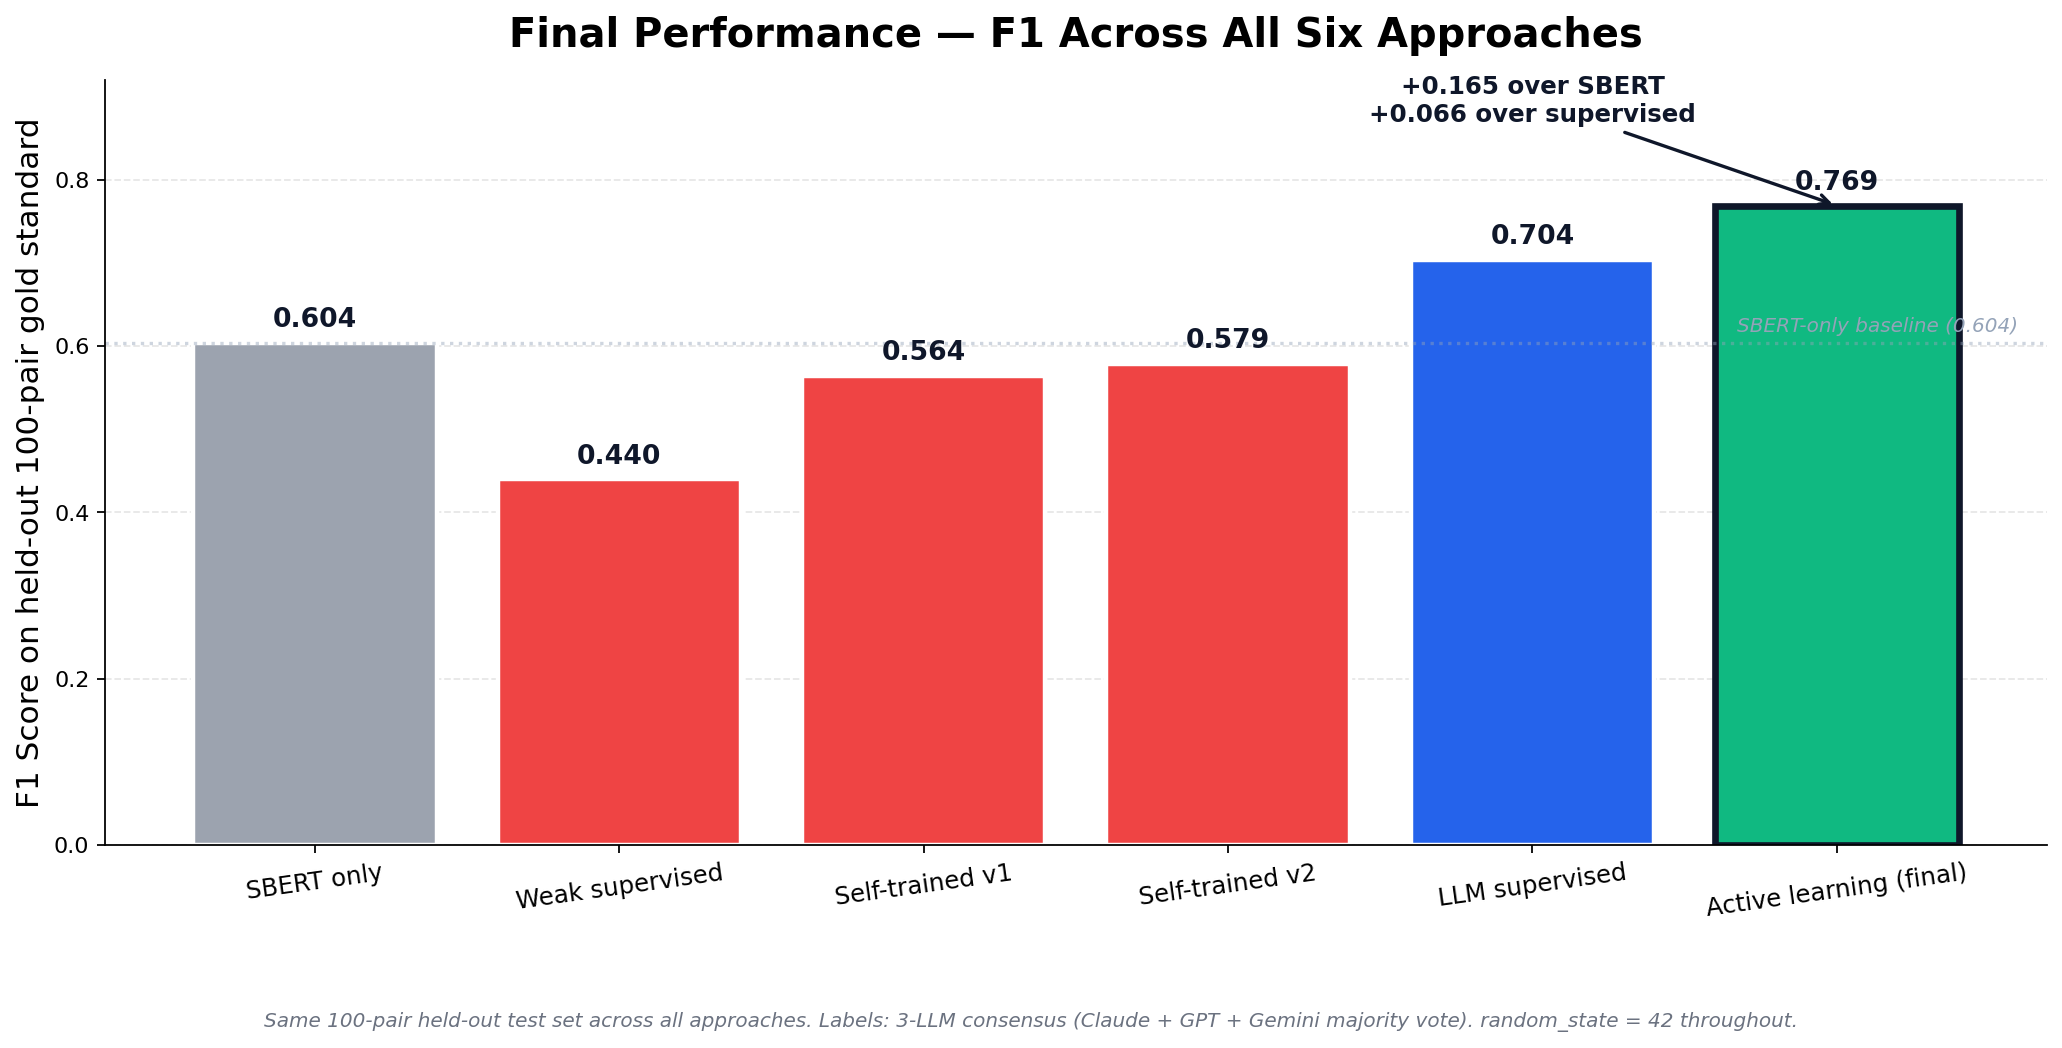 Final Performance — F1 Across All Six Approaches
+0.165 over SBERT
+0.066 over supervised
F1 Score on held-out 100-pair gold standard
0.8
0.6
0.4
0.2
0.0
0.604
0.440
0.564
0.579
0.704
0.769
SBERT-only baseline (0.604)
SBERT only
Weak supervised
Self-trained v1
Self-trained v2
LLM supervised
Active learning (final)
Same 100-pair held-out test set across all approaches. Labels: 3-LLM consensus (Claude + GPT + Gemini majority vote). random_state = 42 throughout.